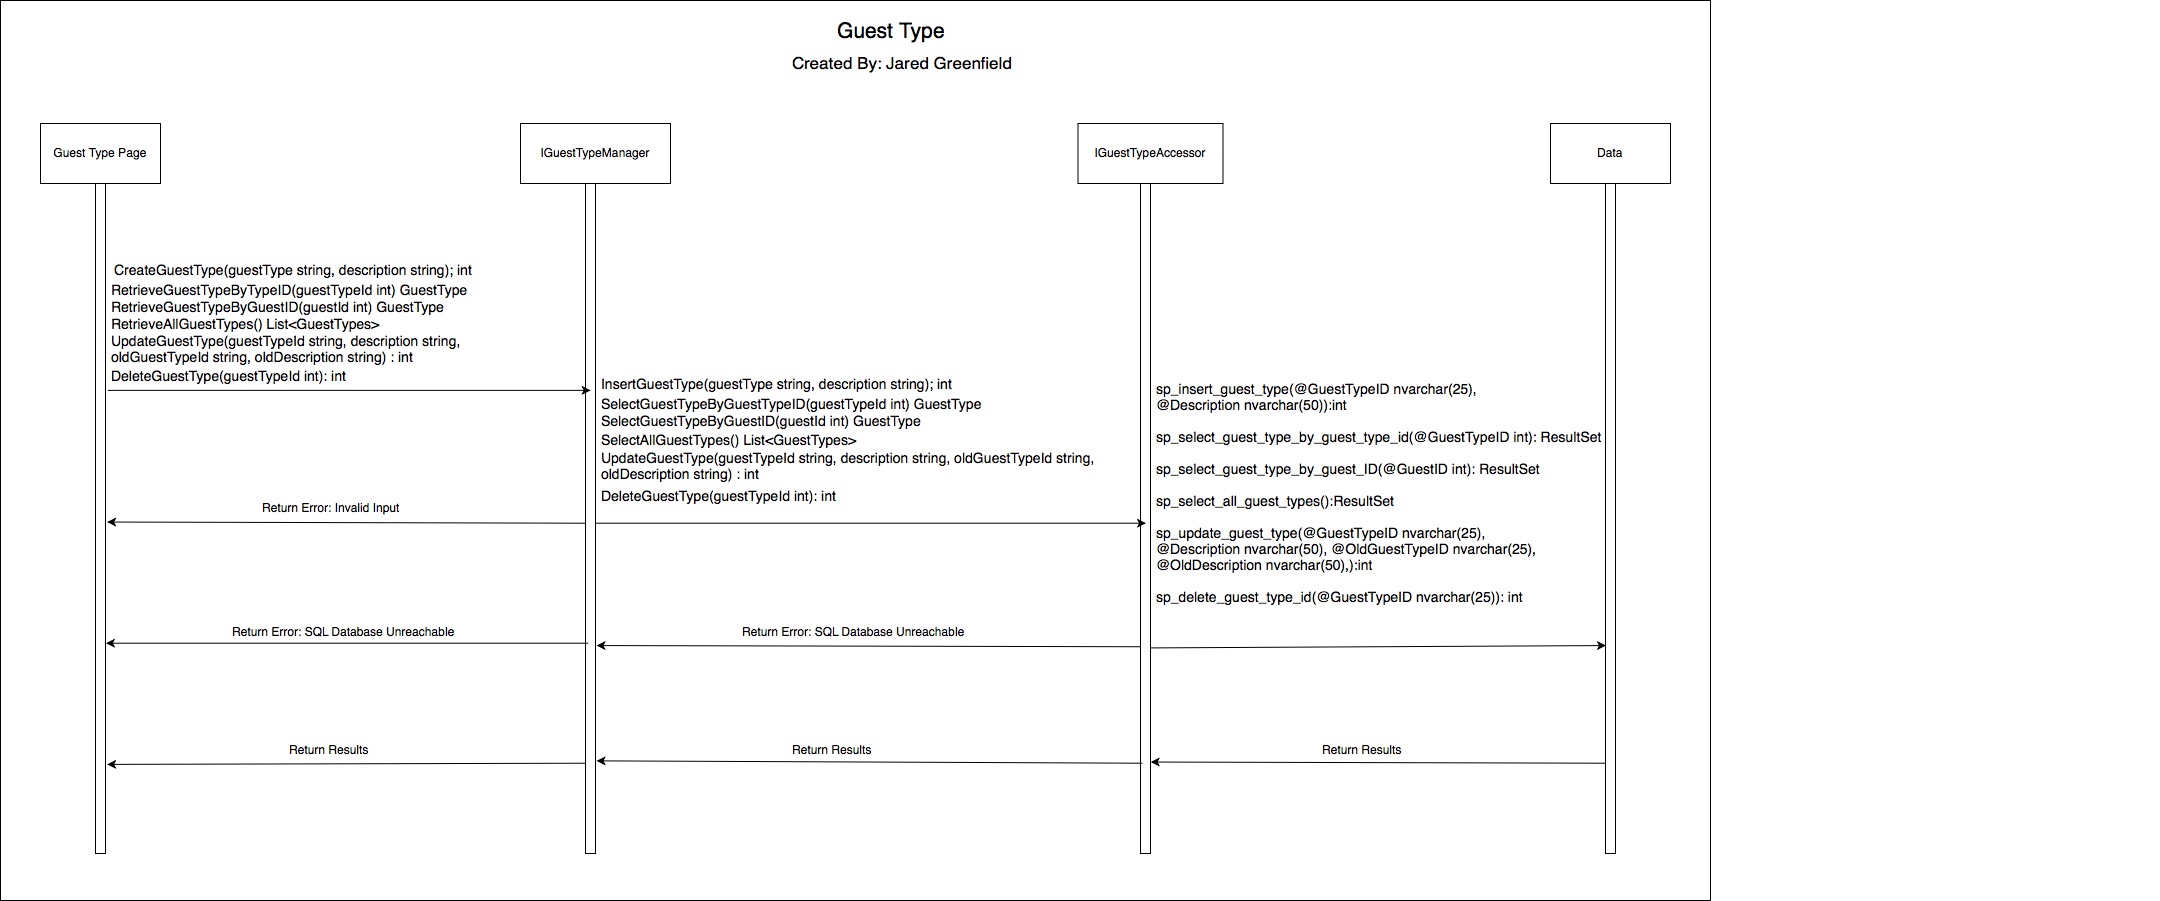 Guest Type
Created By: Jared Greenfield
Guest Type Page
IGuestTypeManager
IGuestTypeAccessor
Data
CreateGuestType(guestType string, description string); int
RetrieveGuestTypeByTypeID(guestTypeId int) GuestType
RetrieveGuestTypeByGuestID(guestId int) GuestType
RetrieveAllGuestTypes() List<GuestTypes>
UpdateGuestType(guestTypeId string, description string,
oldGuestTypeId string, oldDescription string) : int
DeleteGuestType(guestTypeId int): int
InsertGuestType(guestType string, description string); int
SelectGuestTypeByGuestTypeID(guestTypeId int) GuestType
SelectGuestTypeByGuestID(guestId int) GuestType
SelectAllGuestTypes() List<GuestTypes>
UpdateGuestType(guestTypeId string, description string, oldGuestTypeId string,
oldDescription string) : int
DeleteGuestType(guestTypeId int): int
sp_insert_guest_type(@GuestTypeID nvarchar(25),
@Description nvarchar(50)):int
sp_select_guest_type_by_guest_type_id(@GuestTypeID int): ResultSet
sp_select_guest_type_by_guest_ID(@GuestID int): ResultSet
sp_select_all_guest_types():ResultSet
sp_update_guest_type(@GuestTypeID nvarchar(25),
@Description nvarchar(50), @OldGuestTypeID nvarchar(25),
@OldDescription nvarchar(50),):int
sp_delete_guest_type_id(@GuestTypeID nvarchar(25)): int
Return Error: Invalid Input
Return Error: SQL Database Unreachable
Return Error: SQL Database Unreachable
Return Results
Return Results
Return Results